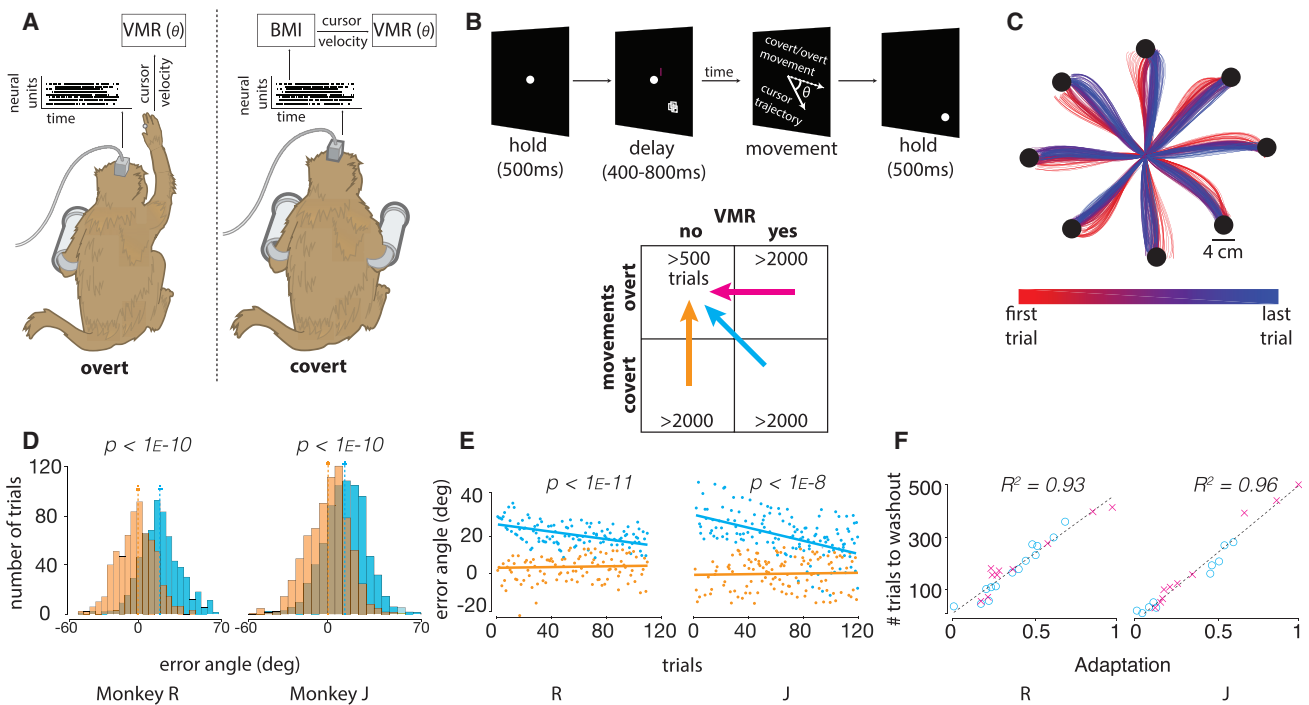 A
VMR (θ)
cursor
velocity
neural
units
time
overt
BMI
cursor
velocity
VMR (θ)
neural
units
time
covert
B
hold
(500ms)
delay
(400-800ms)
time
covert/overt
movement
θ
cursor
trajectory
movement
hold
(500ms)
VMR
no
yes
movements
overt
covert
>500
trials
>2000
>2000
>2000
C
4 cm
first
trial
last
trial
D
p < 1E-10
p < 1E-10
number of trials
120
80
40
0
-60
0
70
-60
0
70
error angle (deg)
Monkey R
Monkey J
E
p < 1E-11
p < 1E-8
error angle (deg)
40
20
0
-20
0
40
80
120
0
40
80
120
trials
R
J
F
R² = 0.93
R² = 0.96
# trials to washout
500
300
100
0
0.5
1
0
0.5
1
Adaptation
R
J